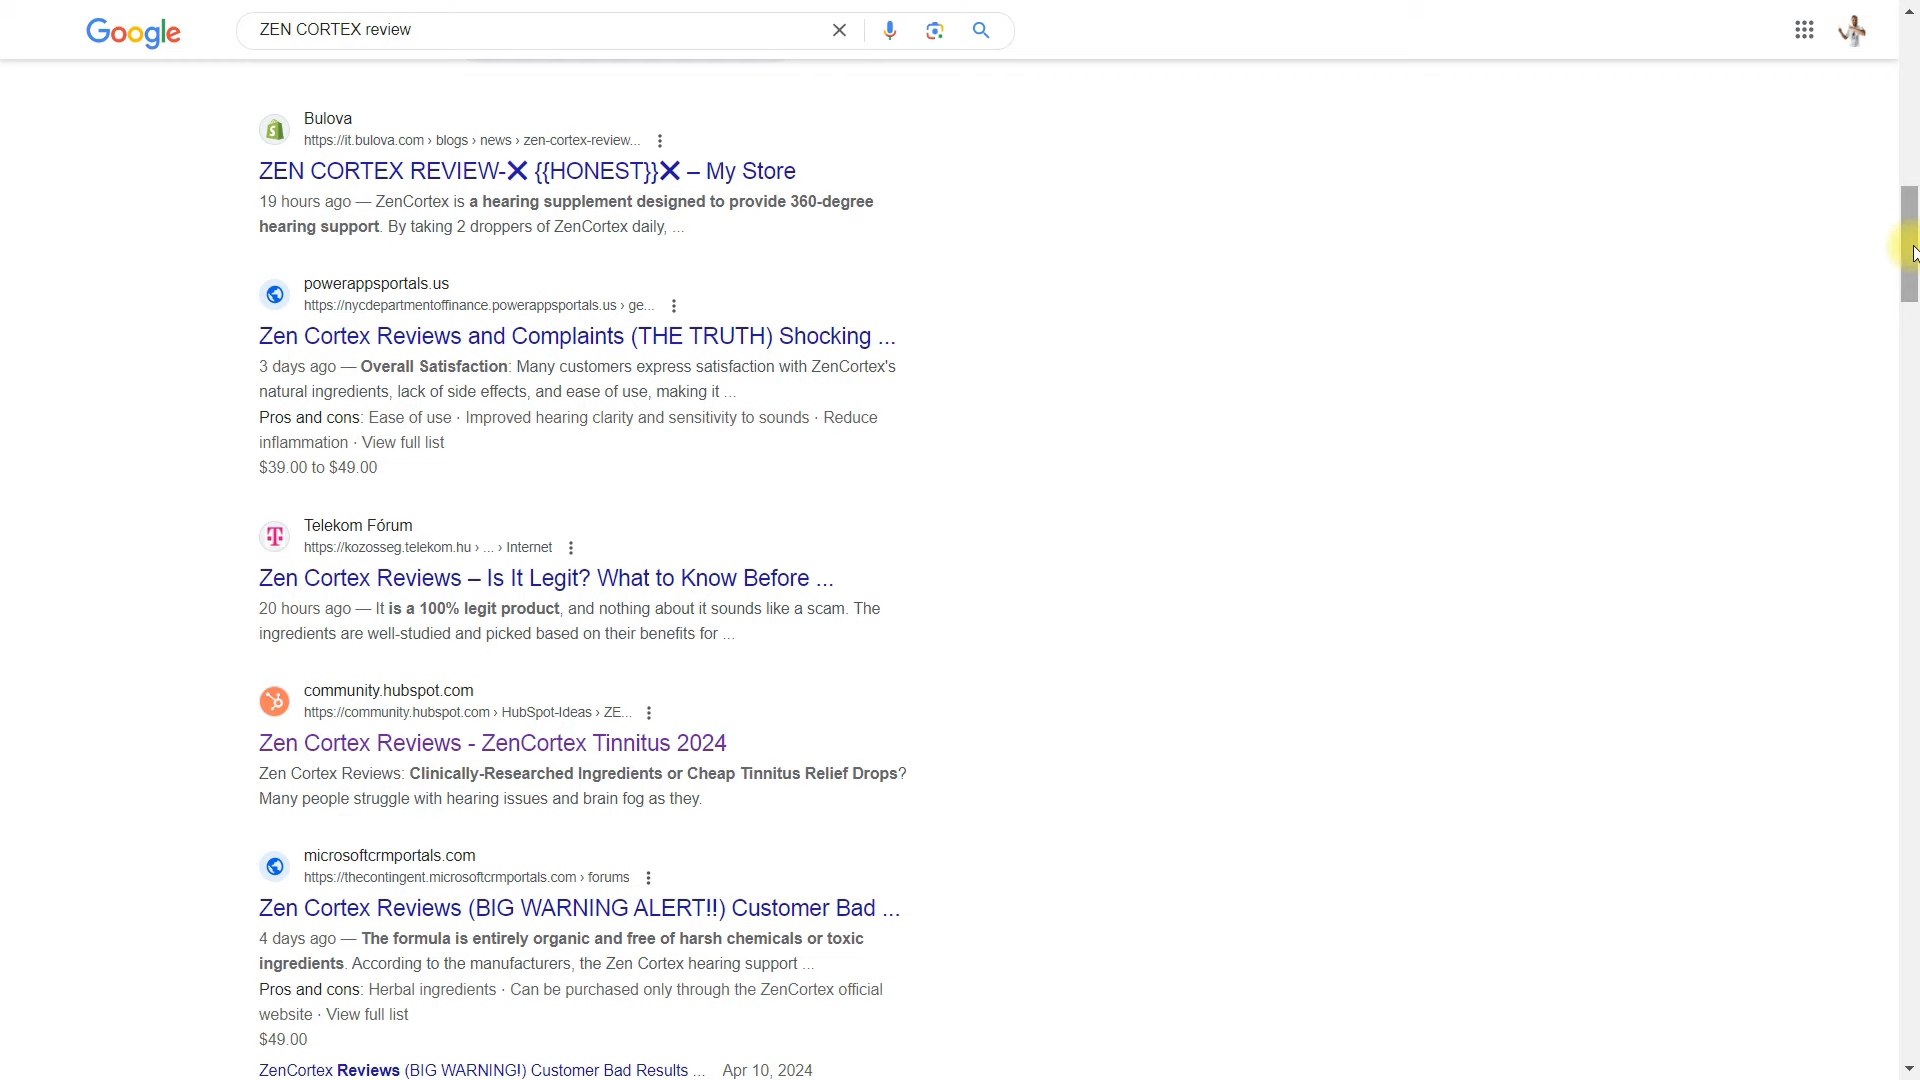 Google
ZEN CORTEX review
Bulova
https://it.bulova.com › blogs › news › zen-cortex-review...
ZEN CORTEX REVIEW-❌ {{HONEST}}❌ – My Store
19 hours ago — ZenCortex is a hearing supplement designed to provide 360-degree
hearing support. By taking 2 droppers of ZenCortex daily, ...
powerappsportals.us
https://nycdepartmentoffinance.powerappsportals.us › ge...
Zen Cortex Reviews and Complaints (THE TRUTH) Shocking ...
3 days ago — Overall Satisfaction: Many customers express satisfaction with ZenCortex's
natural ingredients, lack of side effects, and ease of use, making it ...
Pros and cons: Ease of use · Improved hearing clarity and sensitivity to sounds · Reduce
inflammation · View full list
$39.00 to $49.00
Telekom Fórum
https://kozosseg.telekom.hu › ... › Internet
Zen Cortex Reviews – Is It Legit? What to Know Before ...
20 hours ago — It is a 100% legit product, and nothing about it sounds like a scam. The
ingredients are well-studied and picked based on their benefits for ...
community.hubspot.com
https://community.hubspot.com › HubSpot-Ideas › ZE...
Zen Cortex Reviews - ZenCortex Tinnitus 2024
Zen Cortex Reviews: Clinically-Researched Ingredients or Cheap Tinnitus Relief Drops?
Many people struggle with hearing issues and brain fog as they.
microsoftcrmportals.com
https://thecontingent.microsoftcrmportals.com › forums
Zen Cortex Reviews (BIG WARNING ALERT!!) Customer Bad ...
4 days ago — The formula is entirely organic and free of harsh chemicals or toxic
ingredients. According to the manufacturers, the Zen Cortex hearing support ...
Pros and cons: Herbal ingredients · Can be purchased only through the ZenCortex official
website · View full list
$49.00
ZenCortex Reviews (BIG WARNING!) Customer Bad Results ... Apr 10, 2024